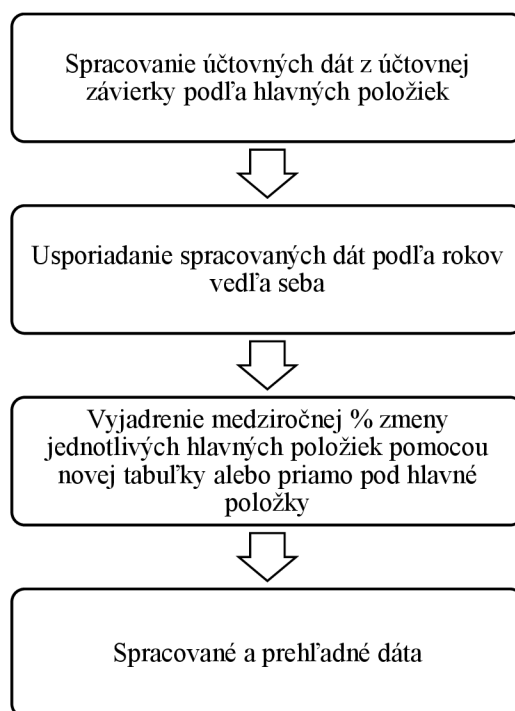 Spracovanie účtovných dát z účtovnej
závierky podľa hlavných položiek
Usporiadanie spracovaných dát podľa rokov
vedľa seba
Vyjadrenie medziročnej % zmeny
jednotlivých hlavných položiek pomocou
novej tabuľky alebo priamo pod hlavné
položky
Spracované a prehľadné dáta